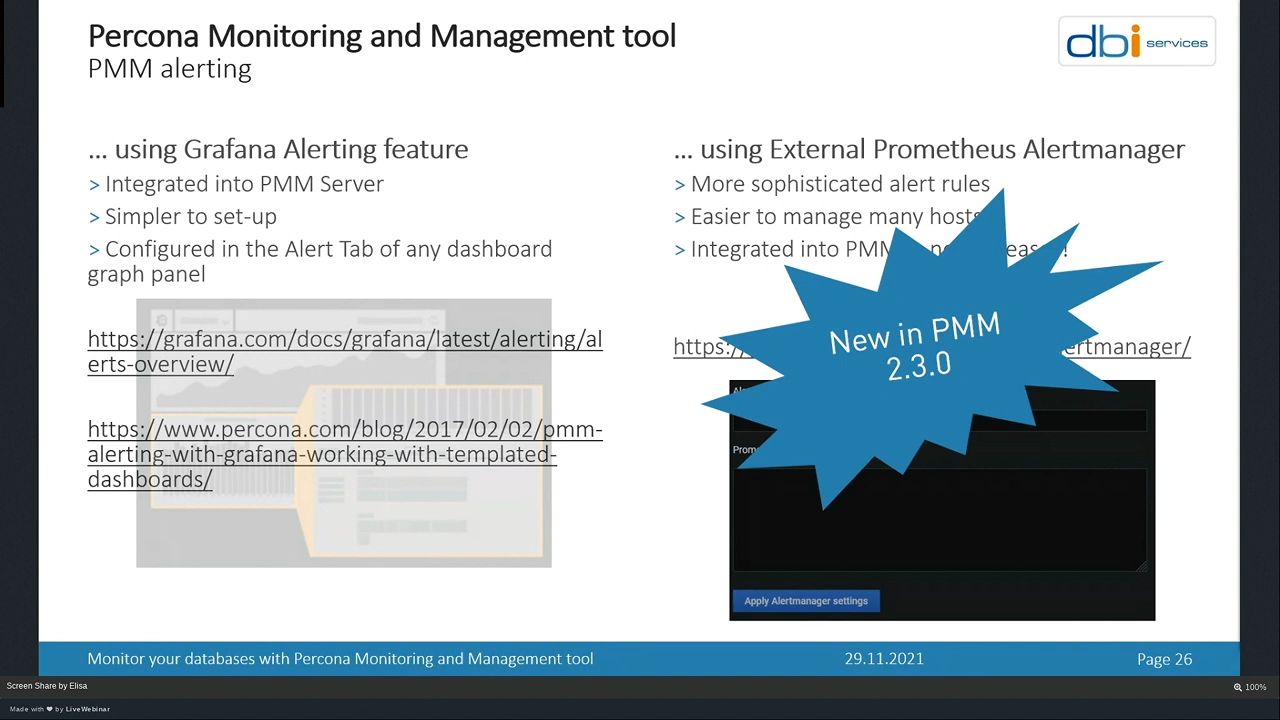 Percona Monitoring and Management tool
PMM alerting
dbi services
... using Grafana Alerting feature
> Integrated into PMM Server
> Simpler to set-up
> Configured in the Alert Tab of any dashboard
graph panel
https://grafana.com/docs/grafana/latest/alerting/al
erts-overview/
https://www.percona.com/blog/2017/02/02/pmm-
alerting-with-grafana-working-with-templated-
dashboards/
... using External Prometheus Alertmanager
> More sophisticated alert rules
> Easier to manage many hosts
> Integrated into PMM
https:/
ertmanager/
New in PMM
2.3.0
Apply Alertmanager settings
Monitor your databases with Percona Monitoring and Management tool
29.11.2021
Page 26
Screen Share by Elisa
100%
Made with ❤ by LiveWebinar